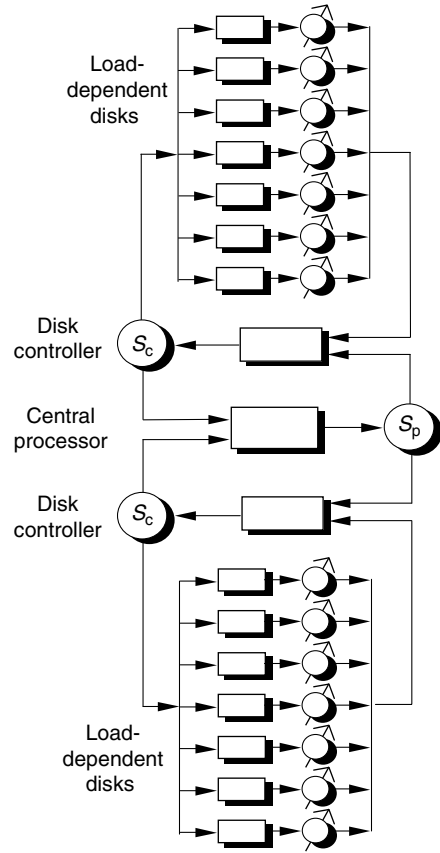 Load-
dependent
disks
Disk
controller
Sc
Central
processor
Sp
Disk
controller
Sc
Load-
dependent
disks